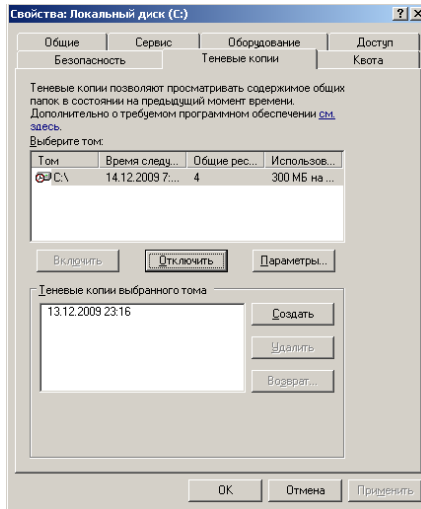 Свойства: Локальный диск (C:)
Общие Сервис Оборудование Доступ
Безопасность Теневые копии Квота
Теневые копии позволяют просматривать содержимое общих
папок в состоянии на предыдущий момент времени.
Дополнительно о требуемом программном обеспечении см.
здесь.
Выберите том:
Том Время следу... Общие рес... Использов...
C:\ 14.12.2009 7:... 4 300 МБ на ...
Включить Отключить Параметры...
Теневые копии выбранного тома
13.12.2009 23:16
Создать
Удалить
Возврат...
OK Отмена Применить